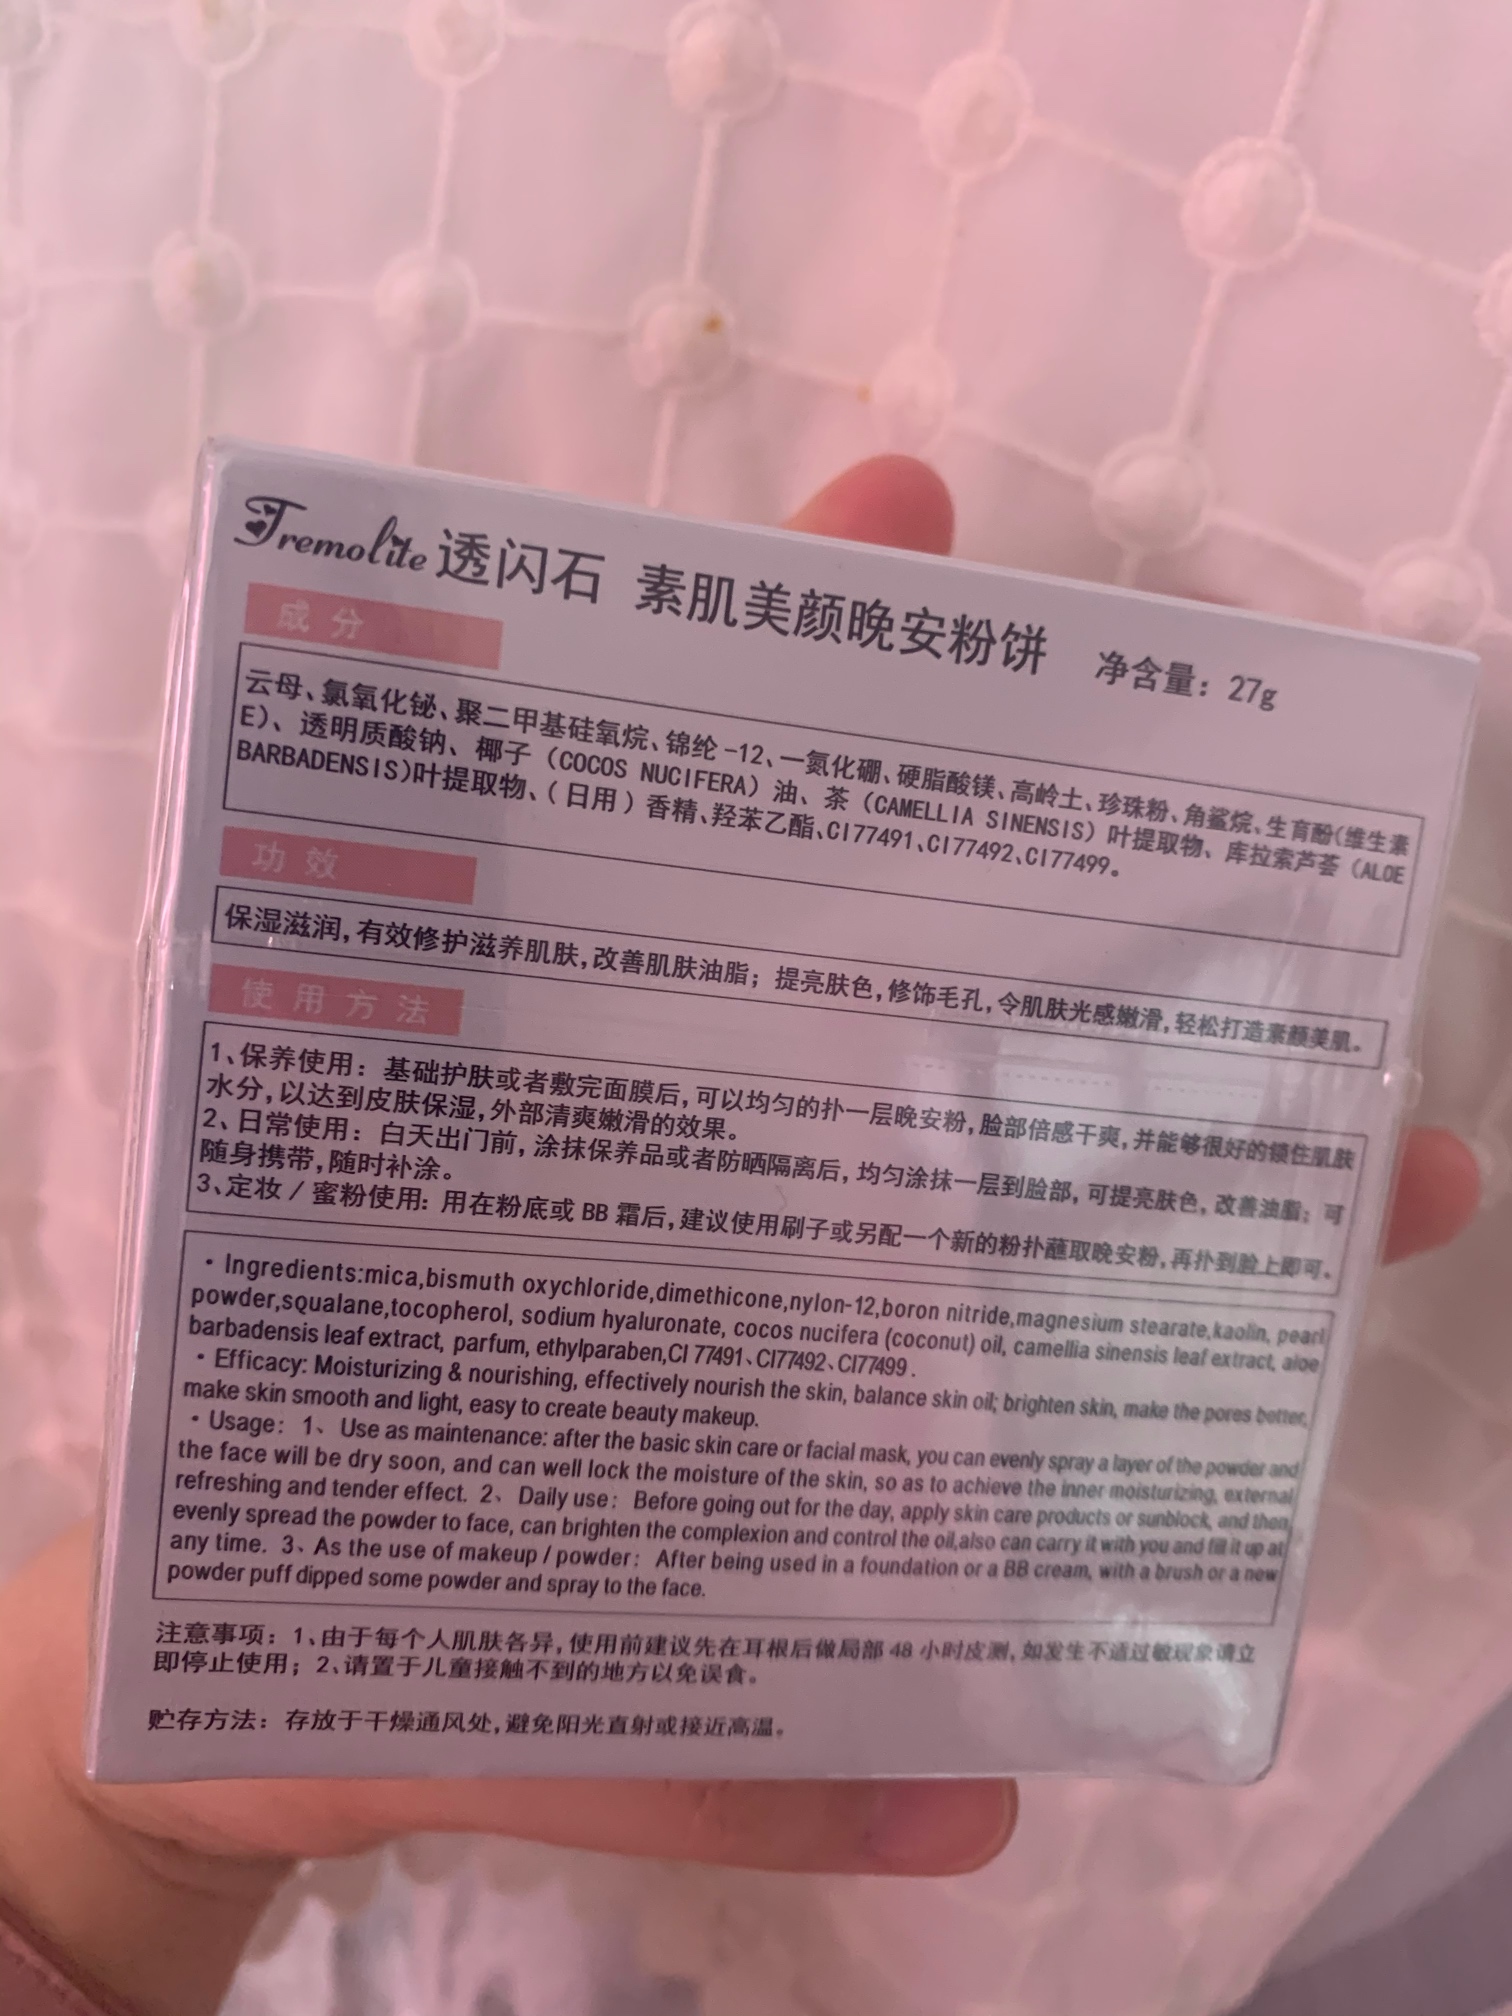 Tremolite 透闪石 素肌美颜晚安粉饼 净含量：27g
成分
云母、氯氧化铋、聚二甲基硅氧烷、锦纶-12、一氮化硼、硬脂酸镁、高岭土、珍珠粉、角鲨烷、生育酚(维生素
E)、透明质酸钠、椰子（COCOS NUCIFERA）油、茶（CAMELLIA SINENSIS）叶提取物、库拉索芦荟（ALOE
BARBADENSIS)叶提取物、（日用）香精、羟苯乙酯、CI77491、CI77492、CI77499。
功效
保湿滋润，有效修护滋养肌肤，改善肌肤油脂；提亮肤色，修饰毛孔，令肌肤光感嫩滑，轻松打造素颜美肌。
使用方法
1、保养使用：基础护肤或者敷完面膜后，可以均匀的扑一层晚安粉，脸部倍感干爽，并能够很好的锁住肌肤
水分，以达到皮肤保湿，外部清爽嫩滑的效果。
2、日常使用：白天出门前，涂抹保养品或者防晒隔离后，均匀涂抹一层到脸部，可提亮肤色，改善油脂；可
随身携带，随时补涂。
3、定妆/蜜粉使用：用在粉底或BB霜后，建议使用刷子或另配一个新的粉扑蘸取晚安粉，再扑到脸上即可。
・Ingredients:mica,bismuth oxychloride,dimethicone,nylon-12,boron nitride,magnesium stearate,kaolin, pearl
powder,squalane,tocopherol, sodium hyaluronate, cocos nucifera (coconut) oil, camellia sinensis leaf extract, aloe
barbadensis leaf extract, parfum, ethylparaben,CI 77491、CI77492、CI77499.
・Efficacy: Moisturizing & nourishing, effectively nourish the skin, balance skin oil; brighten skin, make the pores better,
make skin smooth and light, easy to create beauty makeup.
・Usage: 1、Use as maintenance: after the basic skin care or facial mask, you can evenly spray a layer of the powder and
the face will be dry soon, and can well lock the moisture of the skin, so as to achieve the inner moisturizing, external
refreshing and tender effect. 2、Daily use: Before going out for the day, apply skin care products or sunblock, and then
evenly spread the powder to face, can brighten the complexion and control the oil,also can carry it with you and fill it up at
any time. 3、As the use of makeup / powder: After being used in a foundation or a BB cream, with a brush or a new
powder puff dipped some powder and spray to the face.
注意事项：1、由于每个人肌肤各异，使用前建议先在耳根后做局部48小时皮测，如发生不适过敏现象请立
即停止使用；2、请置于儿童接触不到的地方以免误食。
贮存方法：存放于干燥通风处，避免阳光直射或接近高温。